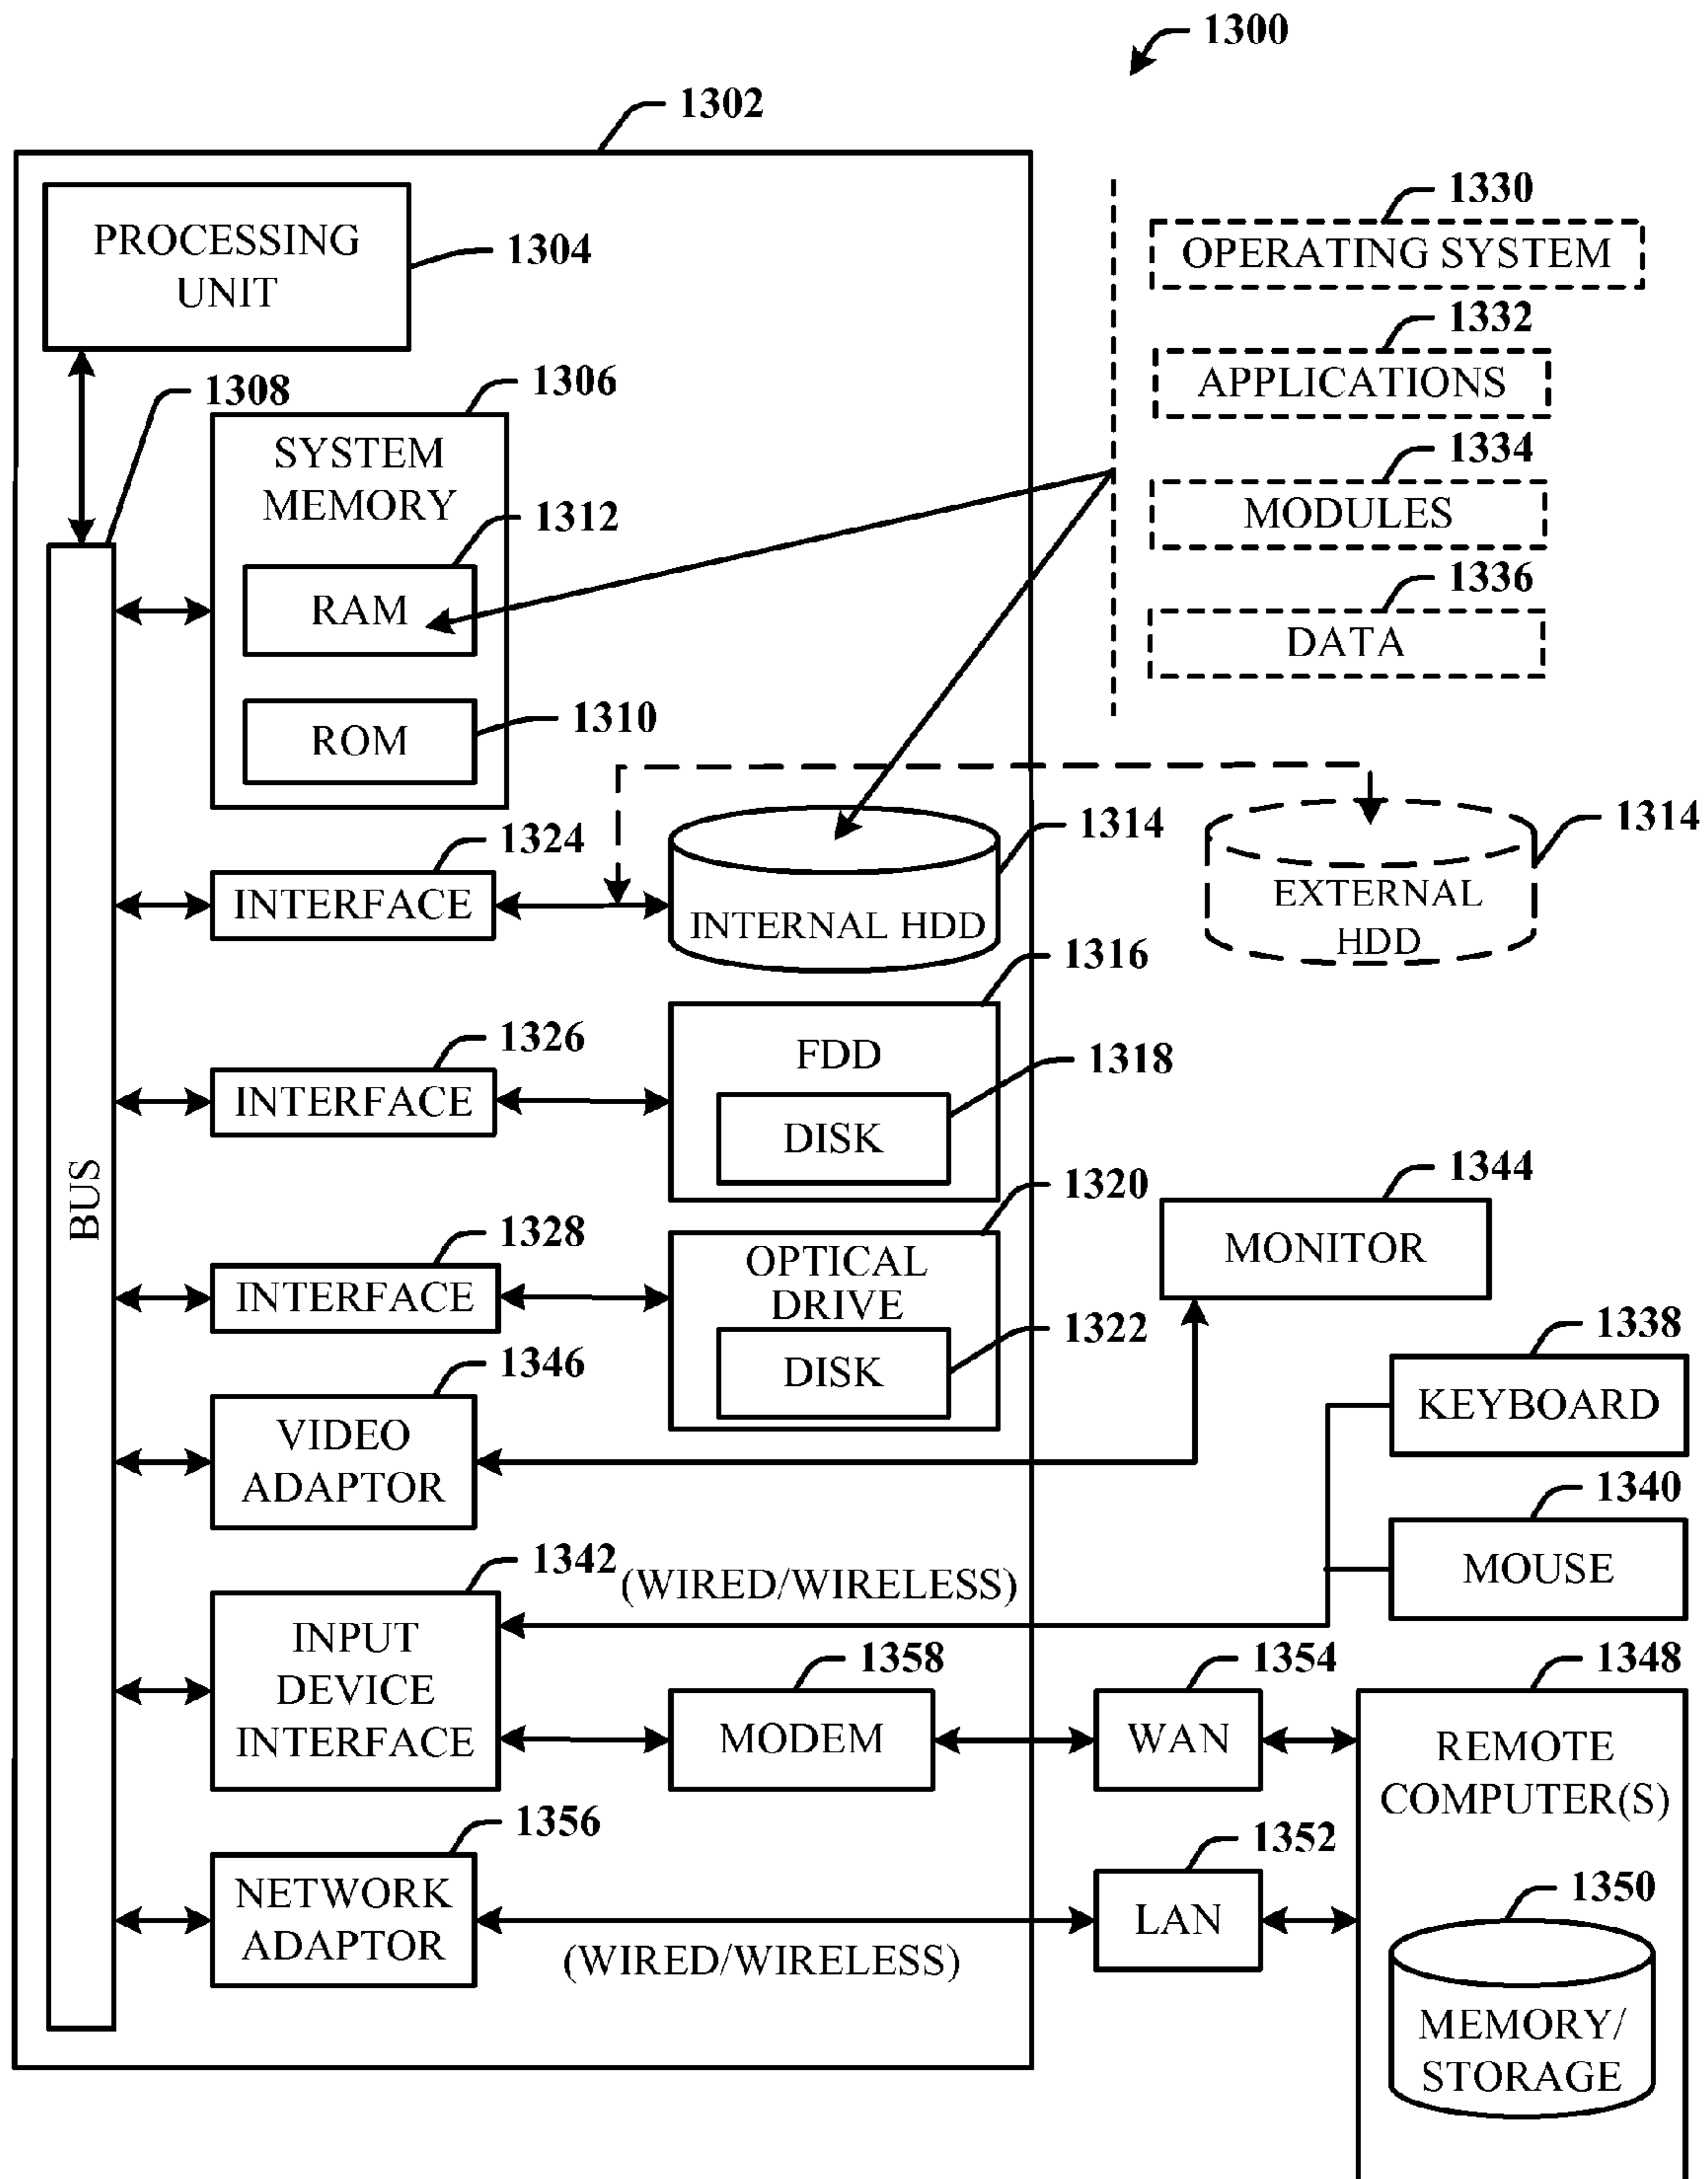 1300
1302
PROCESSING
UNIT
1304
1330
OPERATING SYSTEM
1332
APPLICATIONS
1334
MODULES
1336
DATA
1308
1306
SYSTEM
MEMORY
1312
RAM
1310
ROM
1324
INTERFACE
1314
INTERNAL HDD
1314
EXTERNAL
HDD
1316
FDD
1326
INTERFACE
1318
DISK
BUS
1320
OPTICAL
DRIVE
1328
INTERFACE
1322
DISK
1344
MONITOR
1346
VIDEO
ADAPTOR
1338
KEYBOARD
1340
MOUSE
1342
(WIRED/WIRELESS)
INPUT
DEVICE
INTERFACE
1358
MODEM
1354
WAN
1348
REMOTE
COMPUTER(S)
1356
NETWORK
ADAPTOR
(WIRED/WIRELESS)
1352
LAN
1350
MEMORY/
STORAGE